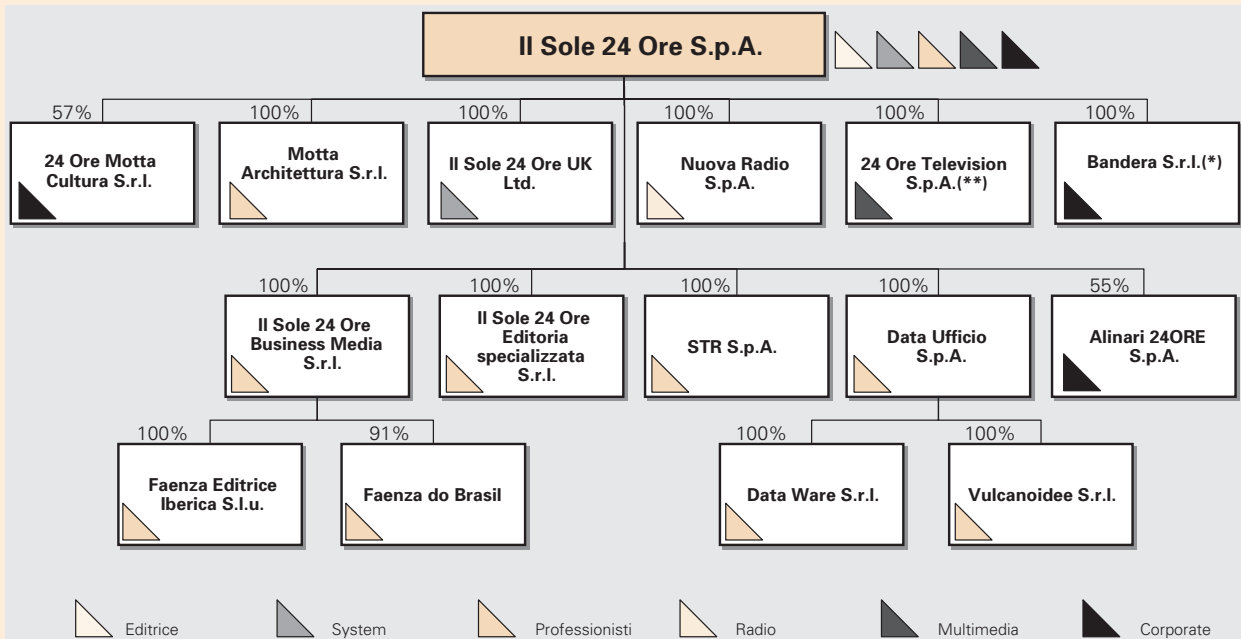 Il Sole 24 Ore S.p.A.
57%
100%
100%
100%
100%
100%
24 Ore Motta
Cultura S.r.l.
Motta
Architettura S.r.l.
Il Sole 24 Ore UK
Ltd.
Nuova Radio
S.p.A.
24 Ore Television
S.p.A.(**)
Bandera S.r.l.(*)
100%
100%
100%
100%
55%
Il Sole 24 Ore
Business Media
S.r.l.
Il Sole 24 Ore
Editoria
specializzata
S.r.l.
STR S.p.A.
Data Ufficio
S.p.A.
Alinari 24ORE
S.p.A.
100%
91%
100%
100%
Faenza Editrice
Iberica S.l.u.
Faenza do Brasil
Data Ware S.r.l.
Vulcanoidee S.r.l.
Editrice
System
Professionisti
Radio
Multimedia
Corporate